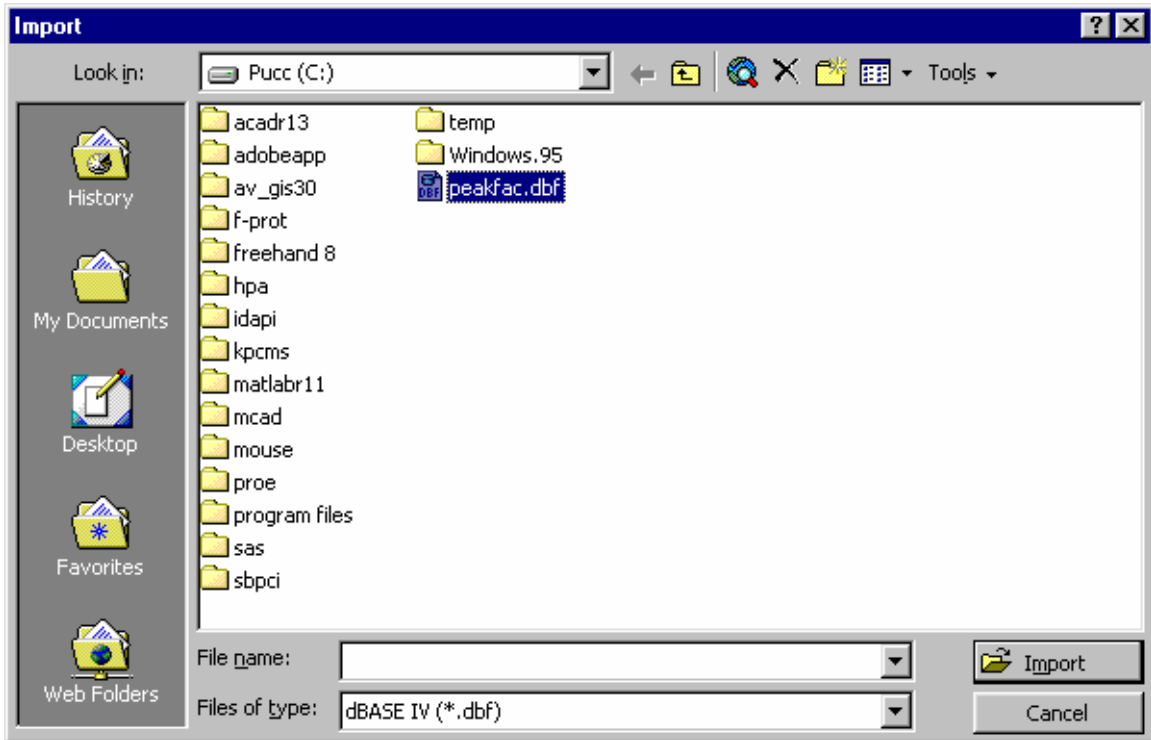 Import
Look in:
Pucc (C:)
Tools
History
My Documents
Desktop
Favorites
Web Folders
acadr13
adobeapp
av_gis30
f-prot
freehand 8
hpa
idapi
kpcms
matlabr11
mcad
mouse
proe
program files
sas
sbpci
temp
Windows.95
DBF
peakfac.dbf
File name:
Import
Files of type:
dBASE IV (*.dbf)
Cancel